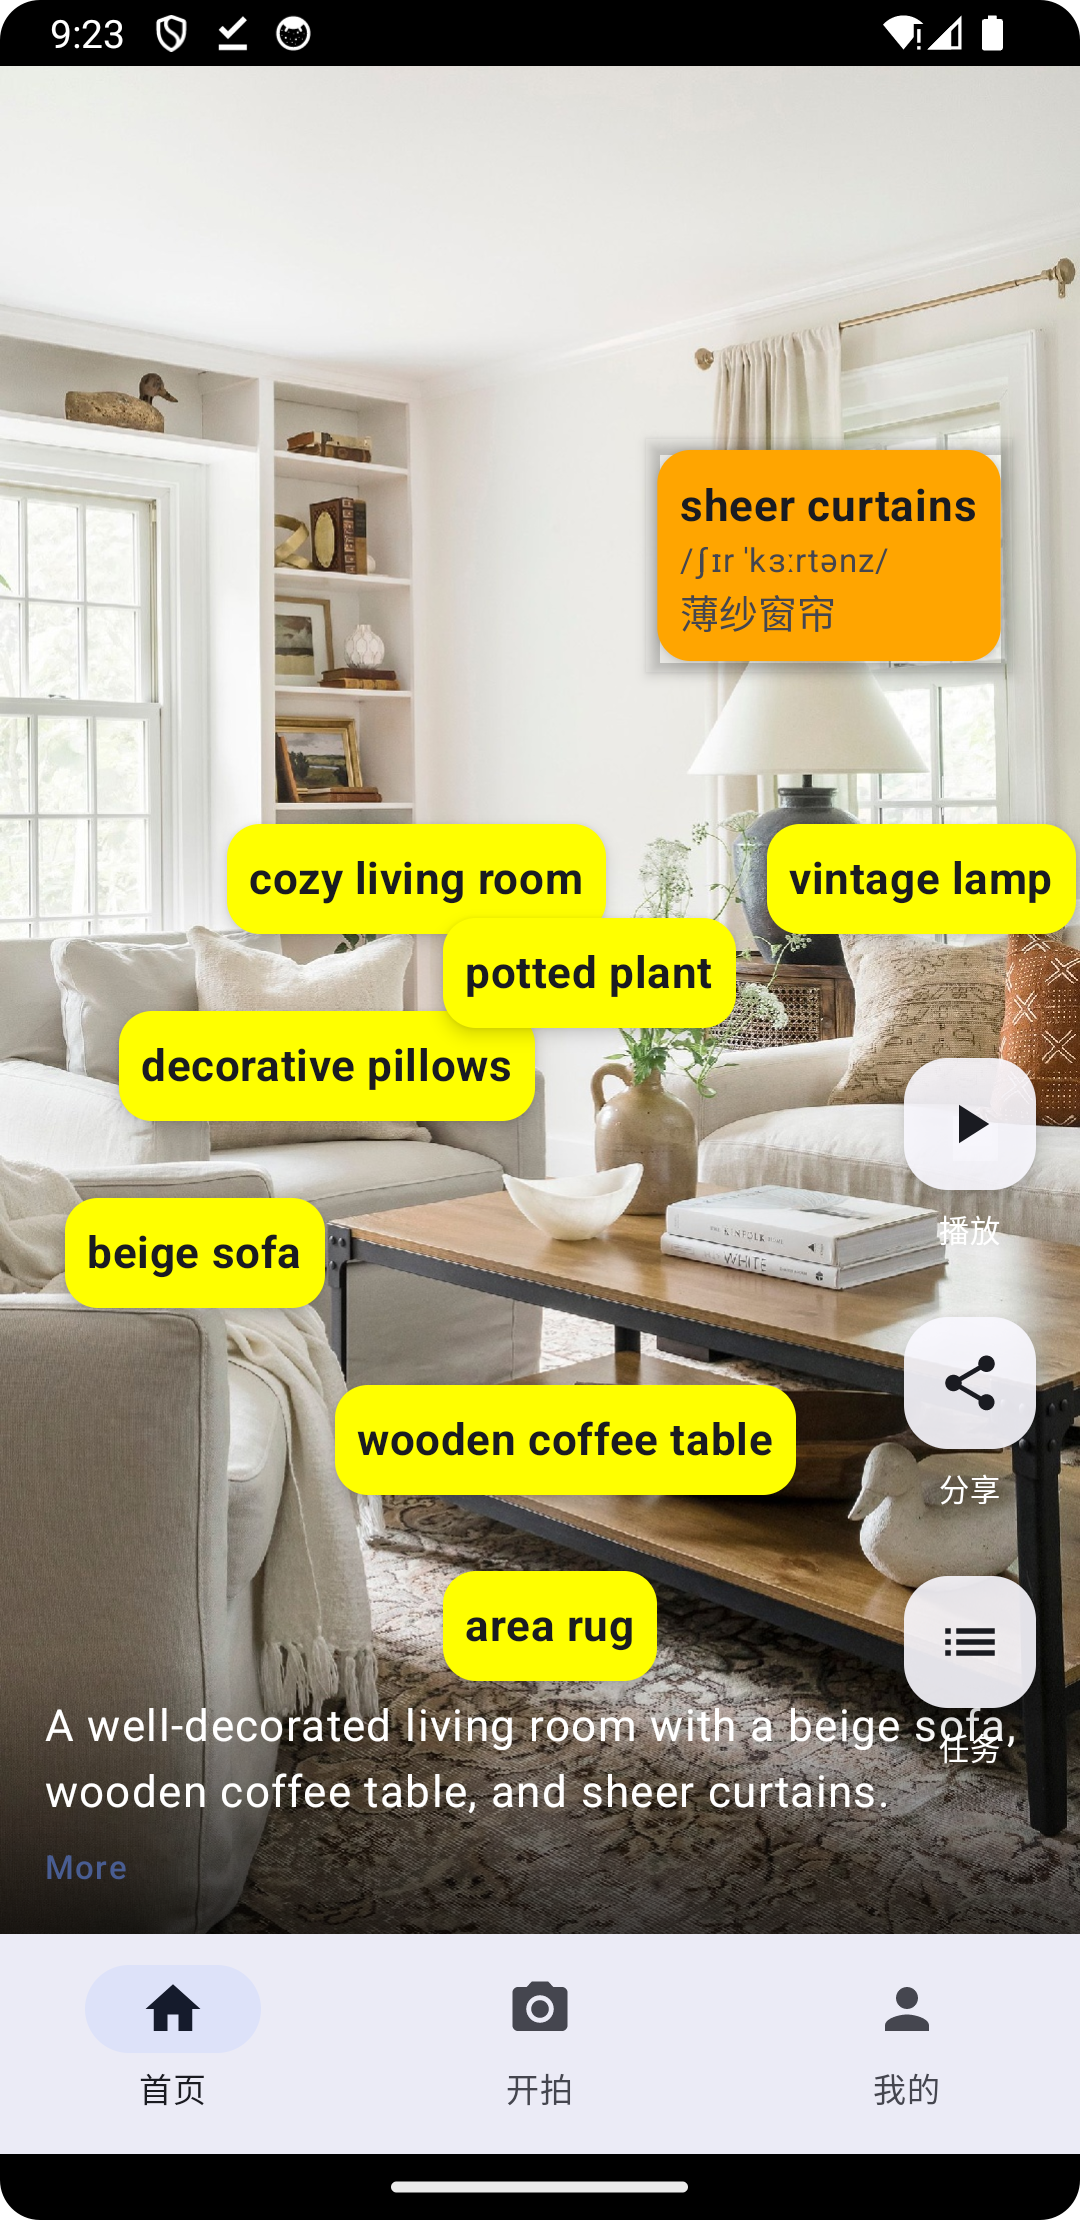 9:23
sheer curtains
/ʃɪr ˈkɜːrtənz/
薄纱窗帘
cozy living room
vintage lamp
potted plant
decorative pillows
播放
KINFOLK
WHITE
beige sofa
wooden coffee table
分享
area rug
A well-decorated living room with a beige sofa,
任务
wooden coffee table, and sheer curtains.
More
首页
开拍
我的